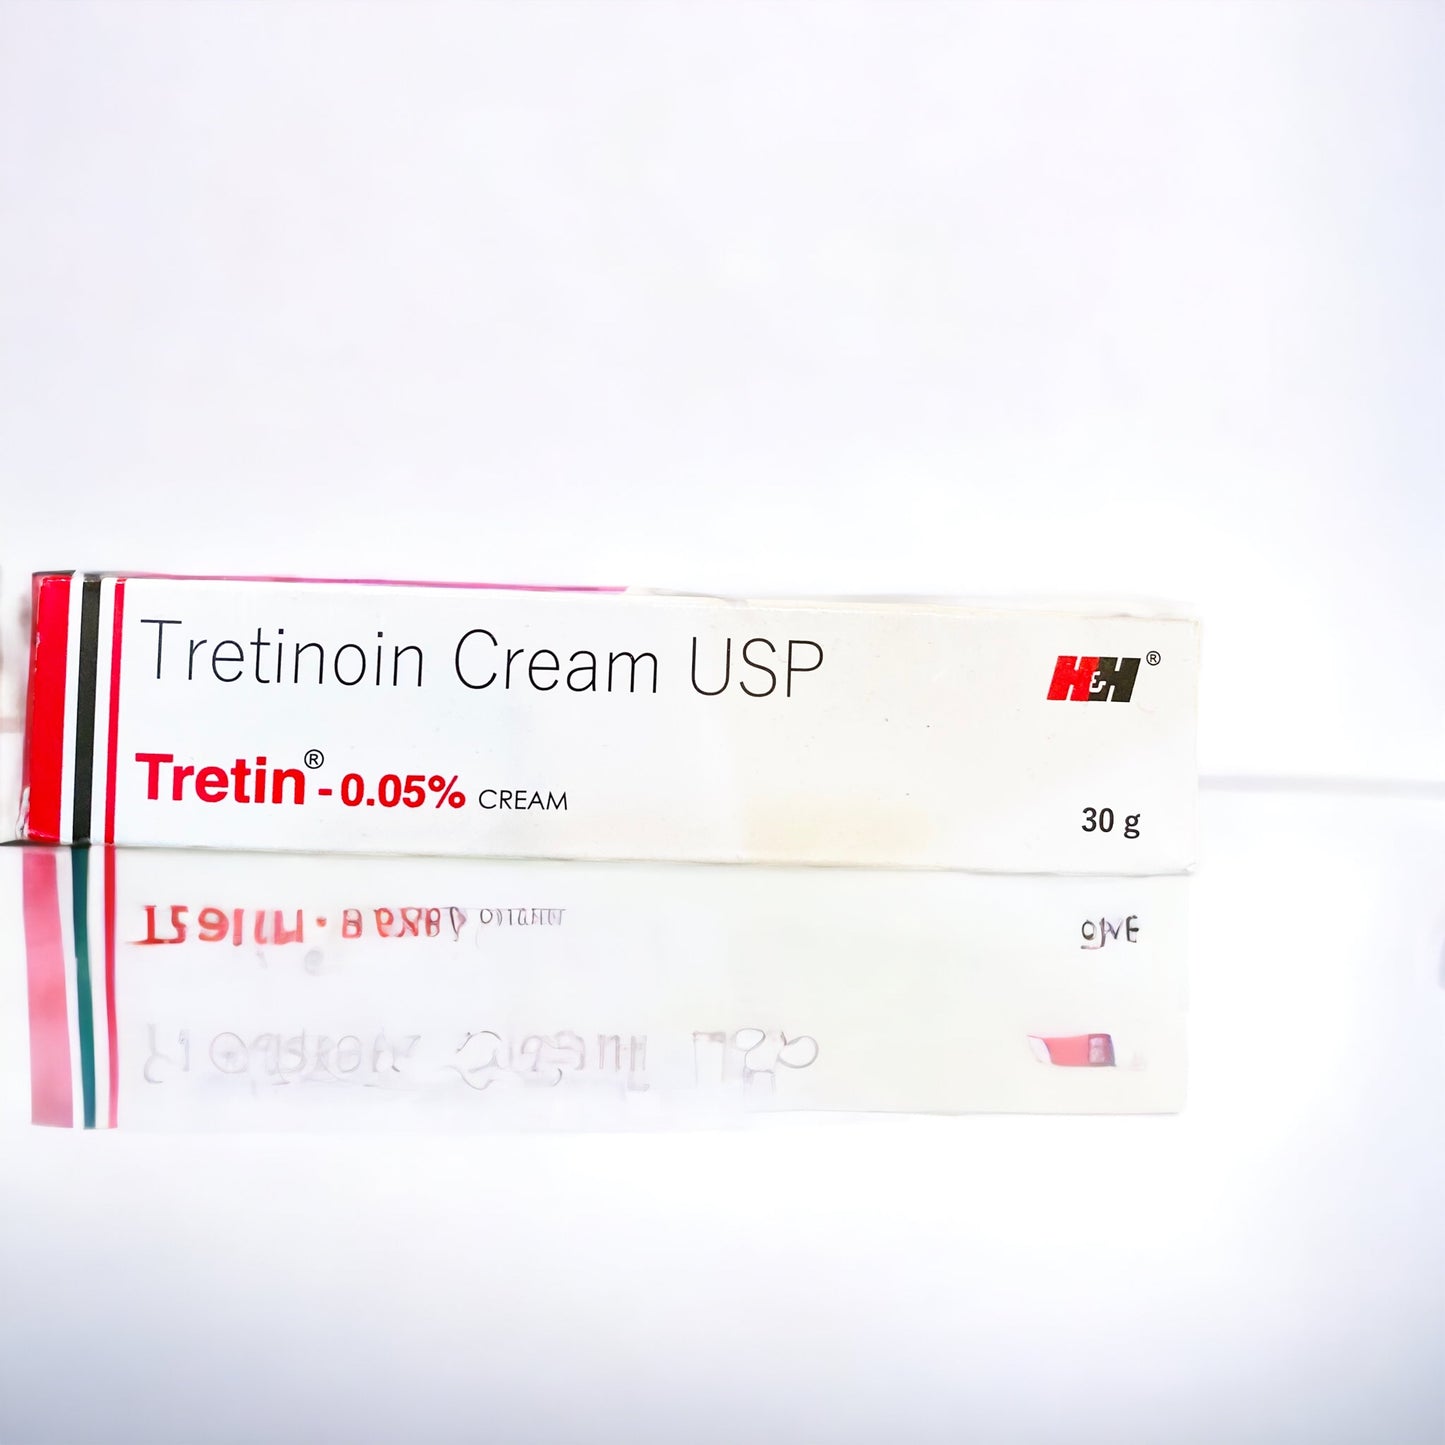 Tretinoin Cream USP
H&H®
Tretin® - 0.05% CREAM
30 g